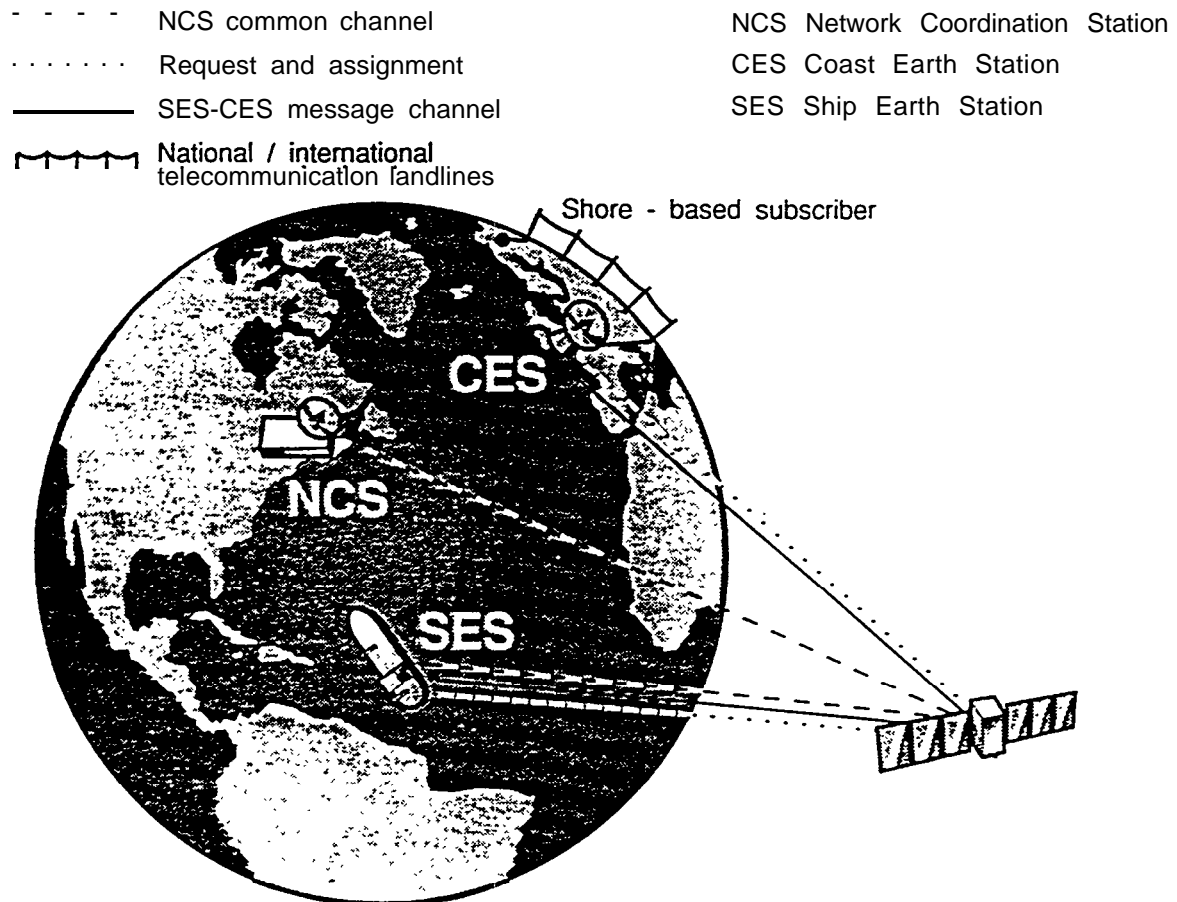 NCS common channel
Request and assignment
SES-CES message channel
National / international
telecommunication landlines
NCS Network Coordination Station
CES Coast Earth Station
SES Ship Earth Station
Shore - based subscriber
CES
NCS
SES